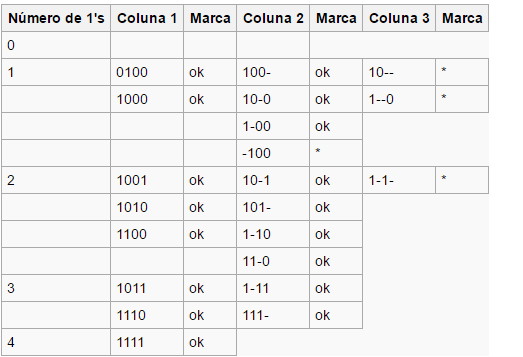 Número de 1's Coluna 1 Marca Coluna 2 Marca Coluna 3 Marca
0
1 0100 ok 100- ok 10-- *
1000 ok 10-0 ok 1--0 *
1-00 ok
-100 *
2 1001 ok 10-1 ok 1-1- *
1010 ok 101- ok
1100 ok 1-10 ok
11-0 ok
3 1011 ok 1-11 ok
1110 ok 111- ok
4 1111 ok